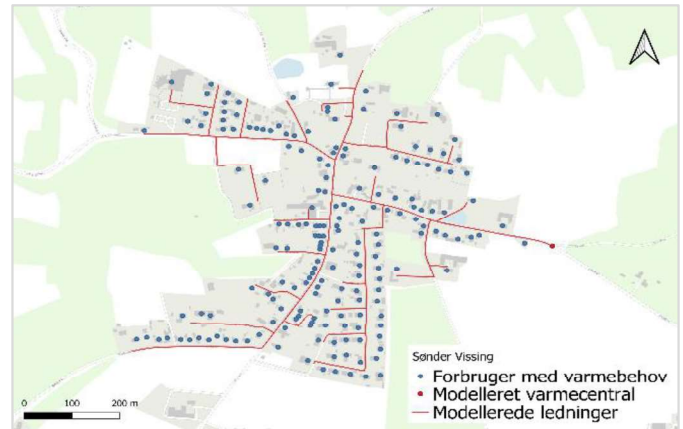 Sønder Vissing
Forbruger med varmebehov
Modelleret varmecentral
Modellerede ledninger
0 100 200 m